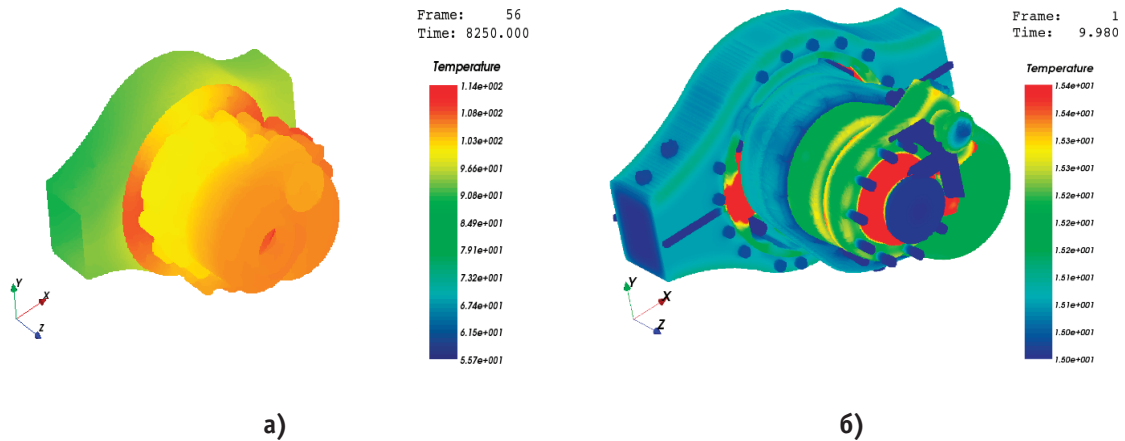 Frame: 56
Time: 8250.000
Temperature
1.14e+002
1.08e+002
1.03e+002
9.66e+001
9.08e+001
8.49e+001
7.91e+001
7.32e+001
6.74e+001
6.15e+001
5.57e+001
Y
X
Z
а)
Frame: 1
Time: 9.980
Temperature
1.54e+001
1.54e+001
1.53e+001
1.53e+001
1.52e+001
1.52e+001
1.51e+001
1.51e+001
1.50e+001
1.50e+001
Y
X
Z
б)